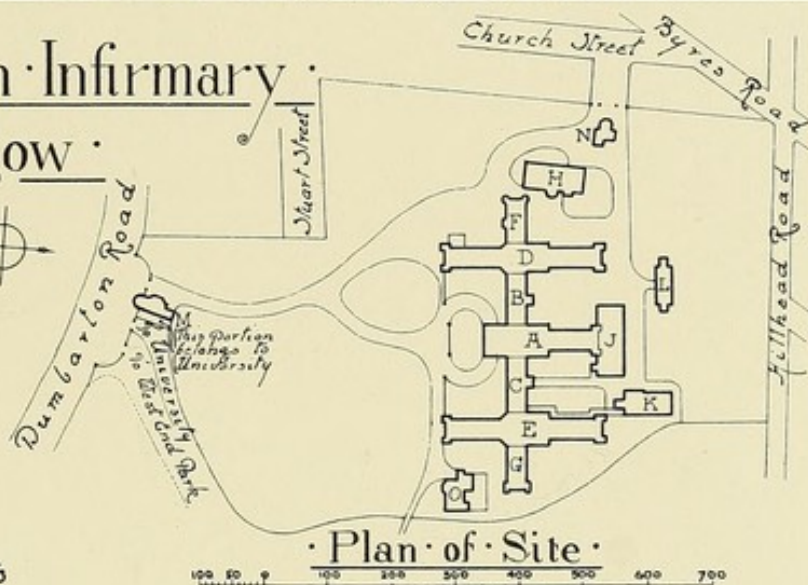 n · Infirmary ·
ow ·
Church Street
Byres Road
Stuart Street
Dumbarton Road
Hillhead Road
N
H
F
D
B
L
A
J
C
K
E
G
O
M
This Portion
belongs to
University
To University
To West End Park
· Plan · of · Site ·
100 50 0 100 200 300 400 500 600 700